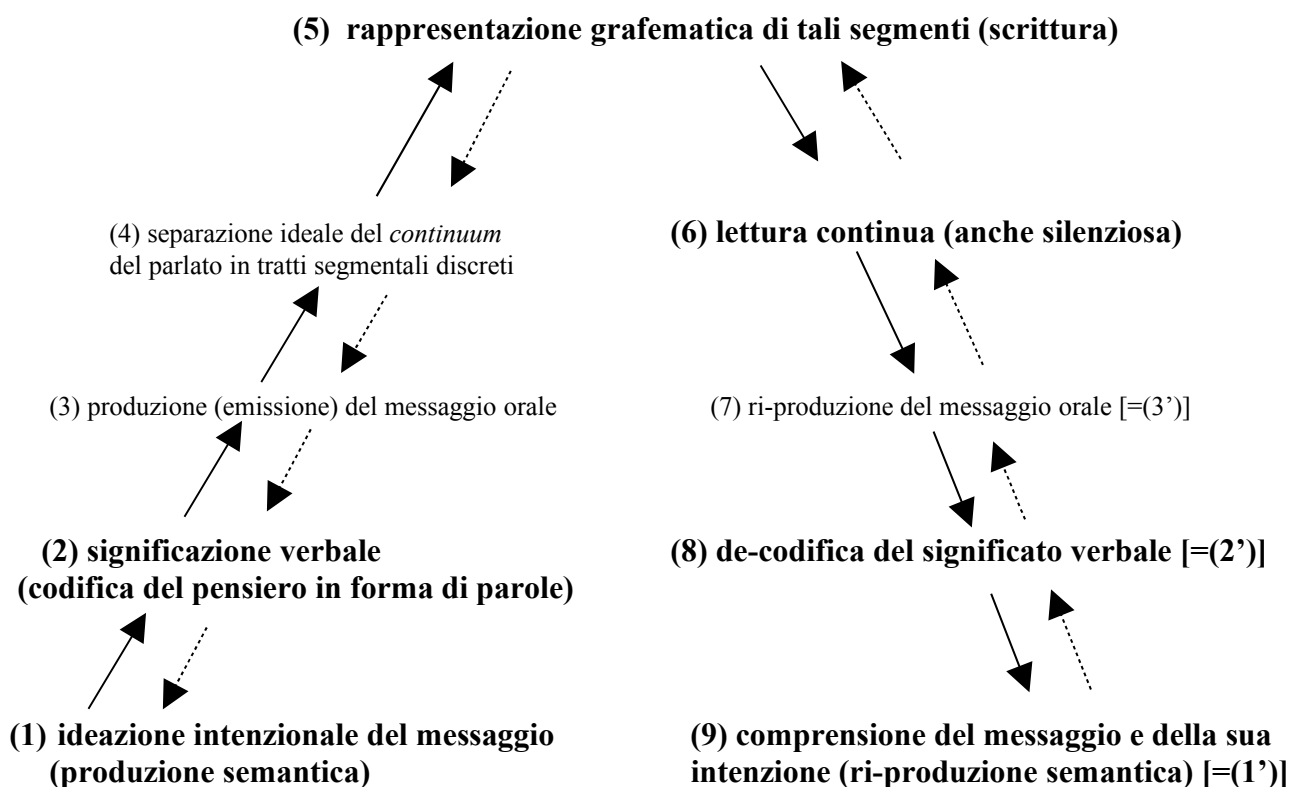 (5) rappresentazione grafematica di tali segmenti (scrittura)
(4) separazione ideale del continuum
del parlato in tratti segmentali discreti
(6) lettura continua (anche silenziosa)
(3) produzione (emissione) del messaggio orale
(7) ri-produzione del messaggio orale [=(3’)]
(2) significazione verbale
(codifica del pensiero in forma di parole)
(8) de-codifica del significato verbale [=(2’)]
(1) ideazione intenzionale del messaggio
(produzione semantica)
(9) comprensione del messaggio e della sua
intenzione (ri-produzione semantica) [=(1’)]